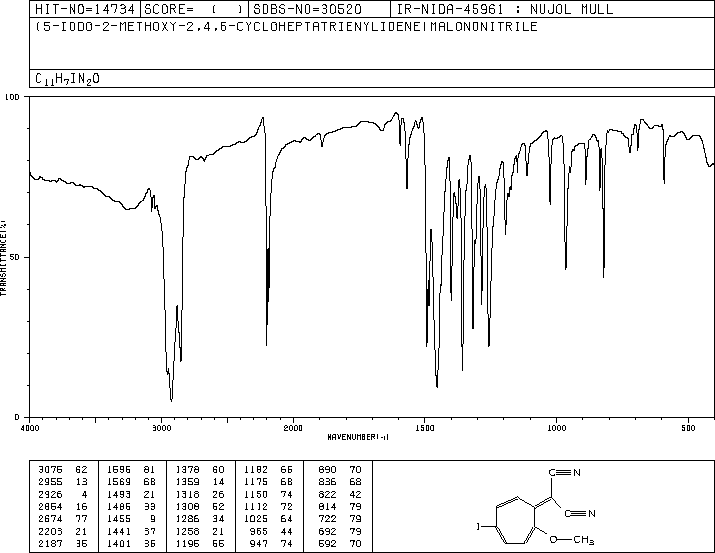 HIT-NO=14734 SCORE= ( ) SDBS-NO=30520 IR-NIDA-45961 : NUJOL MULL
(5-IODO-2-METHOXY-2,4,6-CYCLOHEPTATRIENYLIDENE)MALONONITRILE
C11H7IN2O
100
50
0
TRANSMITTANCE(%)
4000 3000 2000 1500 1000 500
WAVENUMBER(-1)
3075 62 1595 81 1378 60 1182 66 890 70
2955 13 1569 68 1359 14 1175 68 836 68
2926 4 1493 21 1318 26 1150 74 822 42
2854 16 1486 33 1308 52 1112 72 814 79
2674 77 1455 9 1286 34 1025 64 722 79
2203 21 1441 37 1258 21 965 44 692 79
2187 35 1401 35 1195 55 947 74 592 70
C≡N
C≡N
I
O—CH3